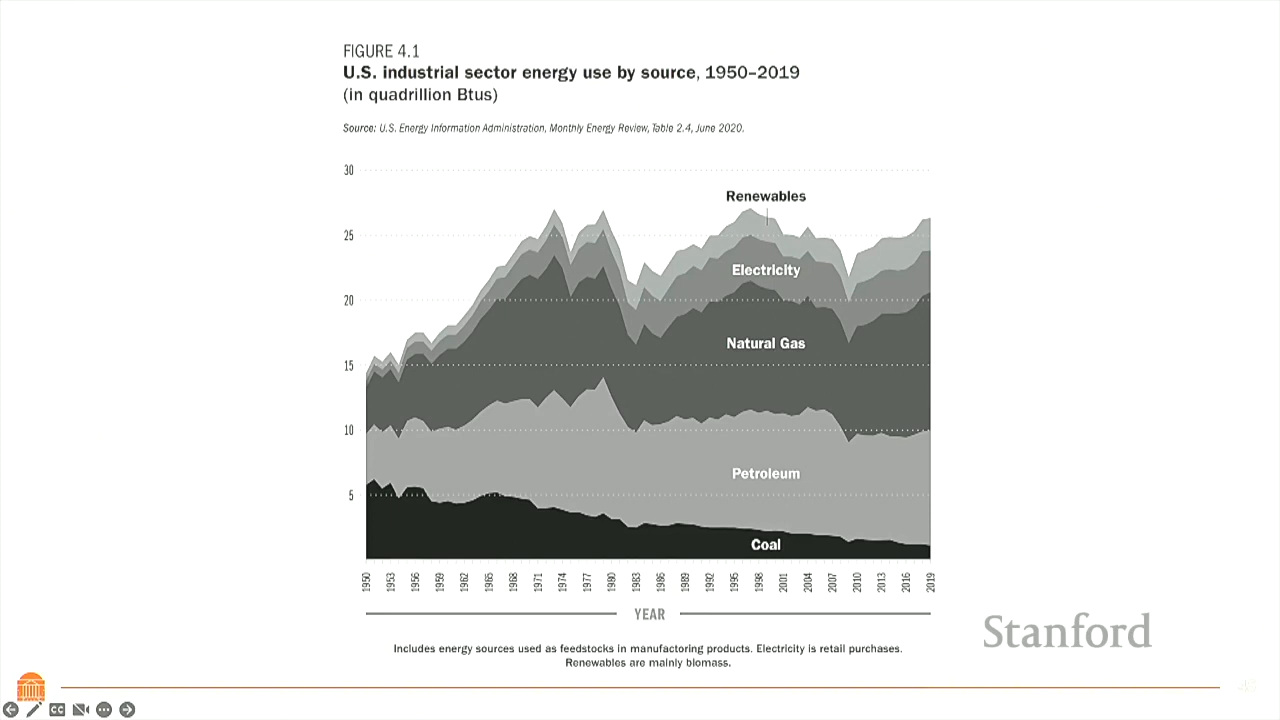 FIGURE 4.1
U.S. industrial sector energy use by source, 1950–2019
(in quadrillion Btus)
Source: U.S. Energy Information Administration, Monthly Energy Review, Table 2.4, June 2020.
30
25
20
15
10
5
Renewables
Electricity
Natural Gas
Petroleum
Coal
1950 1953 1956 1959 1962 1965 1968 1971 1974 1977 1980 1983 1986 1989 1992 1995 1998 2001 2004 2007 2010 2013 2016 2019
YEAR
Includes energy sources used as feedstocks in manufactoring products. Electricity is retail purchases.
Renewables are mainly biomass.
Stanford
CC